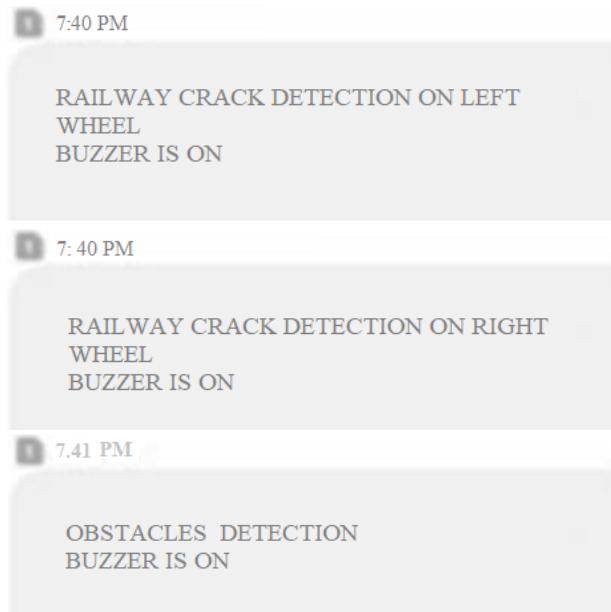 7:40 PM
RAILWAY CRACK DETECTION ON LEFT
WHEEL
BUZZER IS ON
7: 40 PM
RAILWAY CRACK DETECTION ON RIGHT
WHEEL
BUZZER IS ON
7.41 PM
OBSTACLES DETECTION
BUZZER IS ON